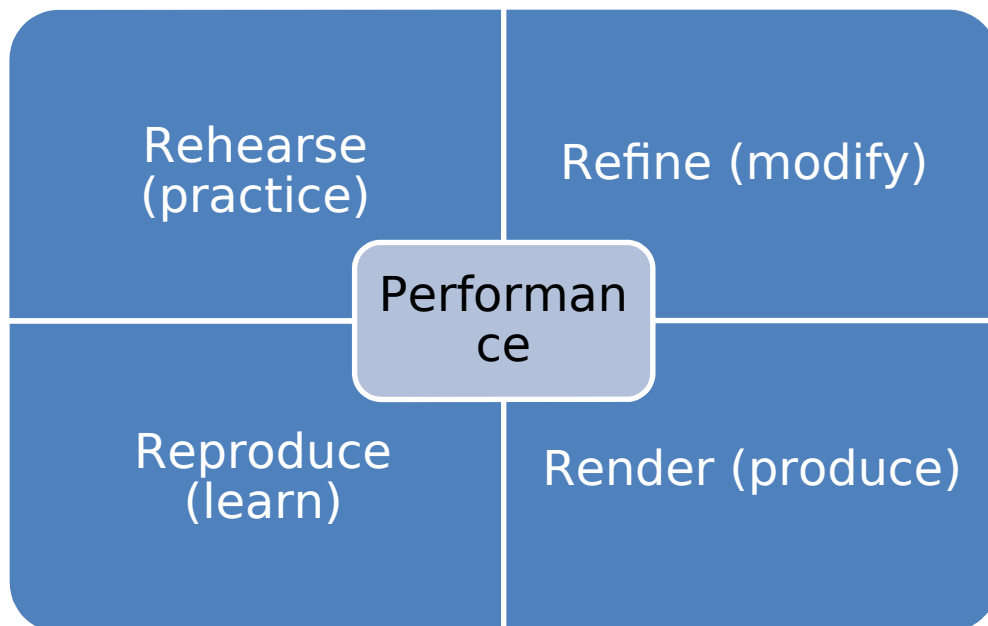 Rehearse
(practice)
Refine (modify)
Performan
ce
Reproduce
(learn)
Render (produce)